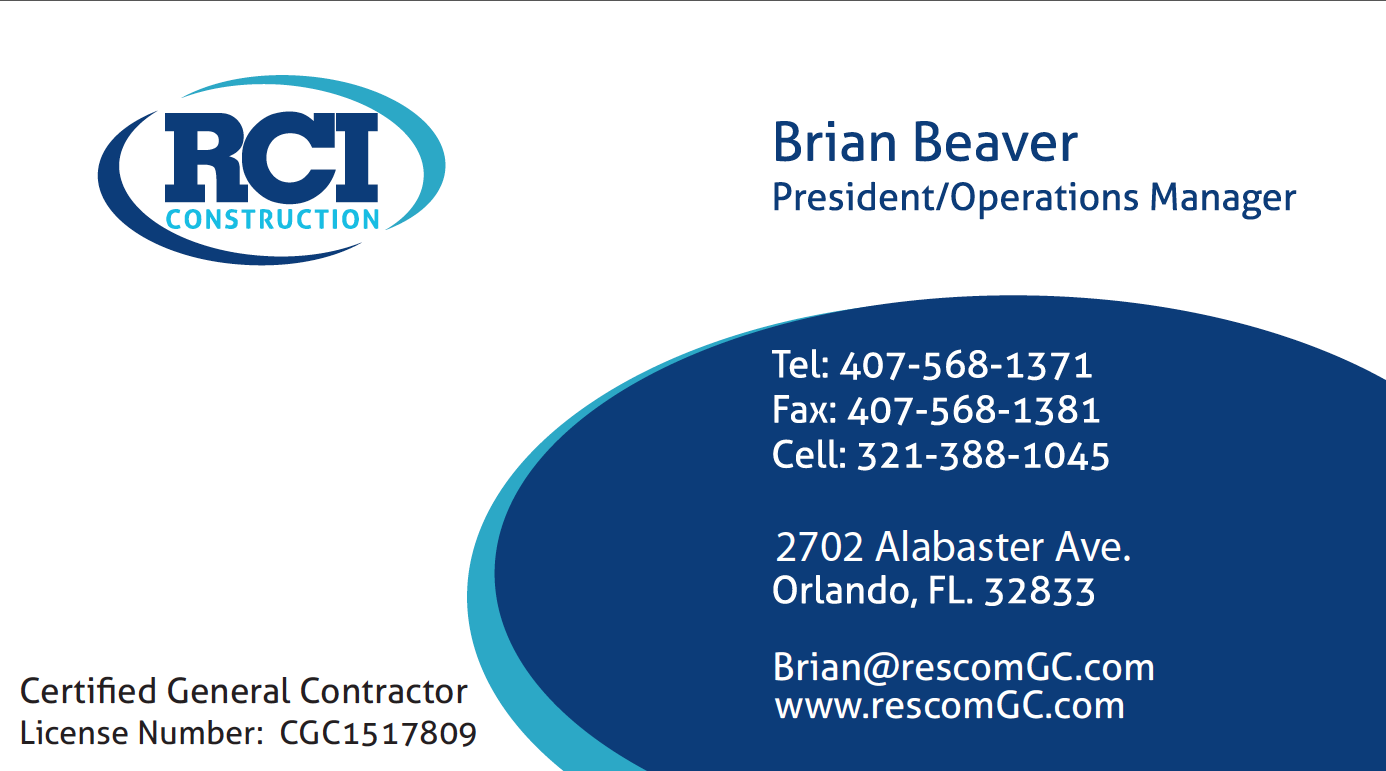 RCI
CONSTRUCTION
Brian Beaver
President/Operations Manager
Tel: 407-568-1371
Fax: 407-568-1381
Cell: 321-388-1045
2702 Alabaster Ave.
Orlando, FL. 32833
Brian@rescomGC.com
www.rescomGC.com
Certified General Contractor
License Number: CGC1517809